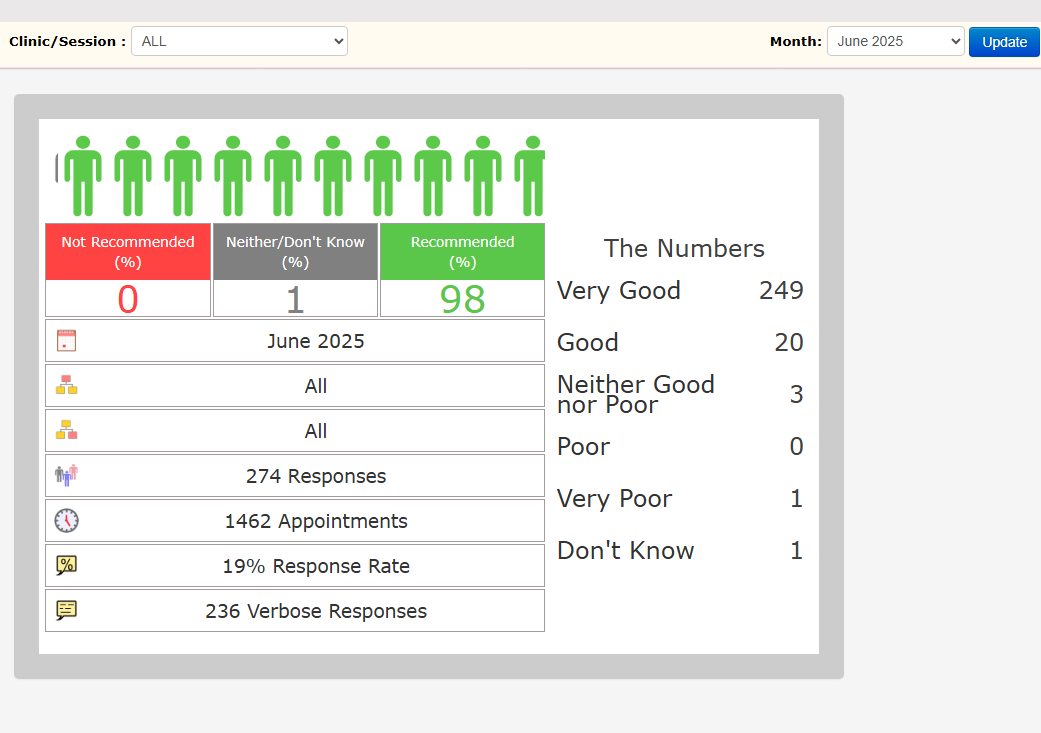 Clinic/Session : ALL Month: June 2025 Update
Not Recommended (%)
Neither/Don't Know (%)
Recommended (%)
0 1 98
June 2025
All
All
274 Responses
1462 Appointments
19% Response Rate
236 Verbose Responses
The Numbers
Very Good 249
Good 20
Neither Good
nor Poor 3
Poor 0
Very Poor 1
Don't Know 1